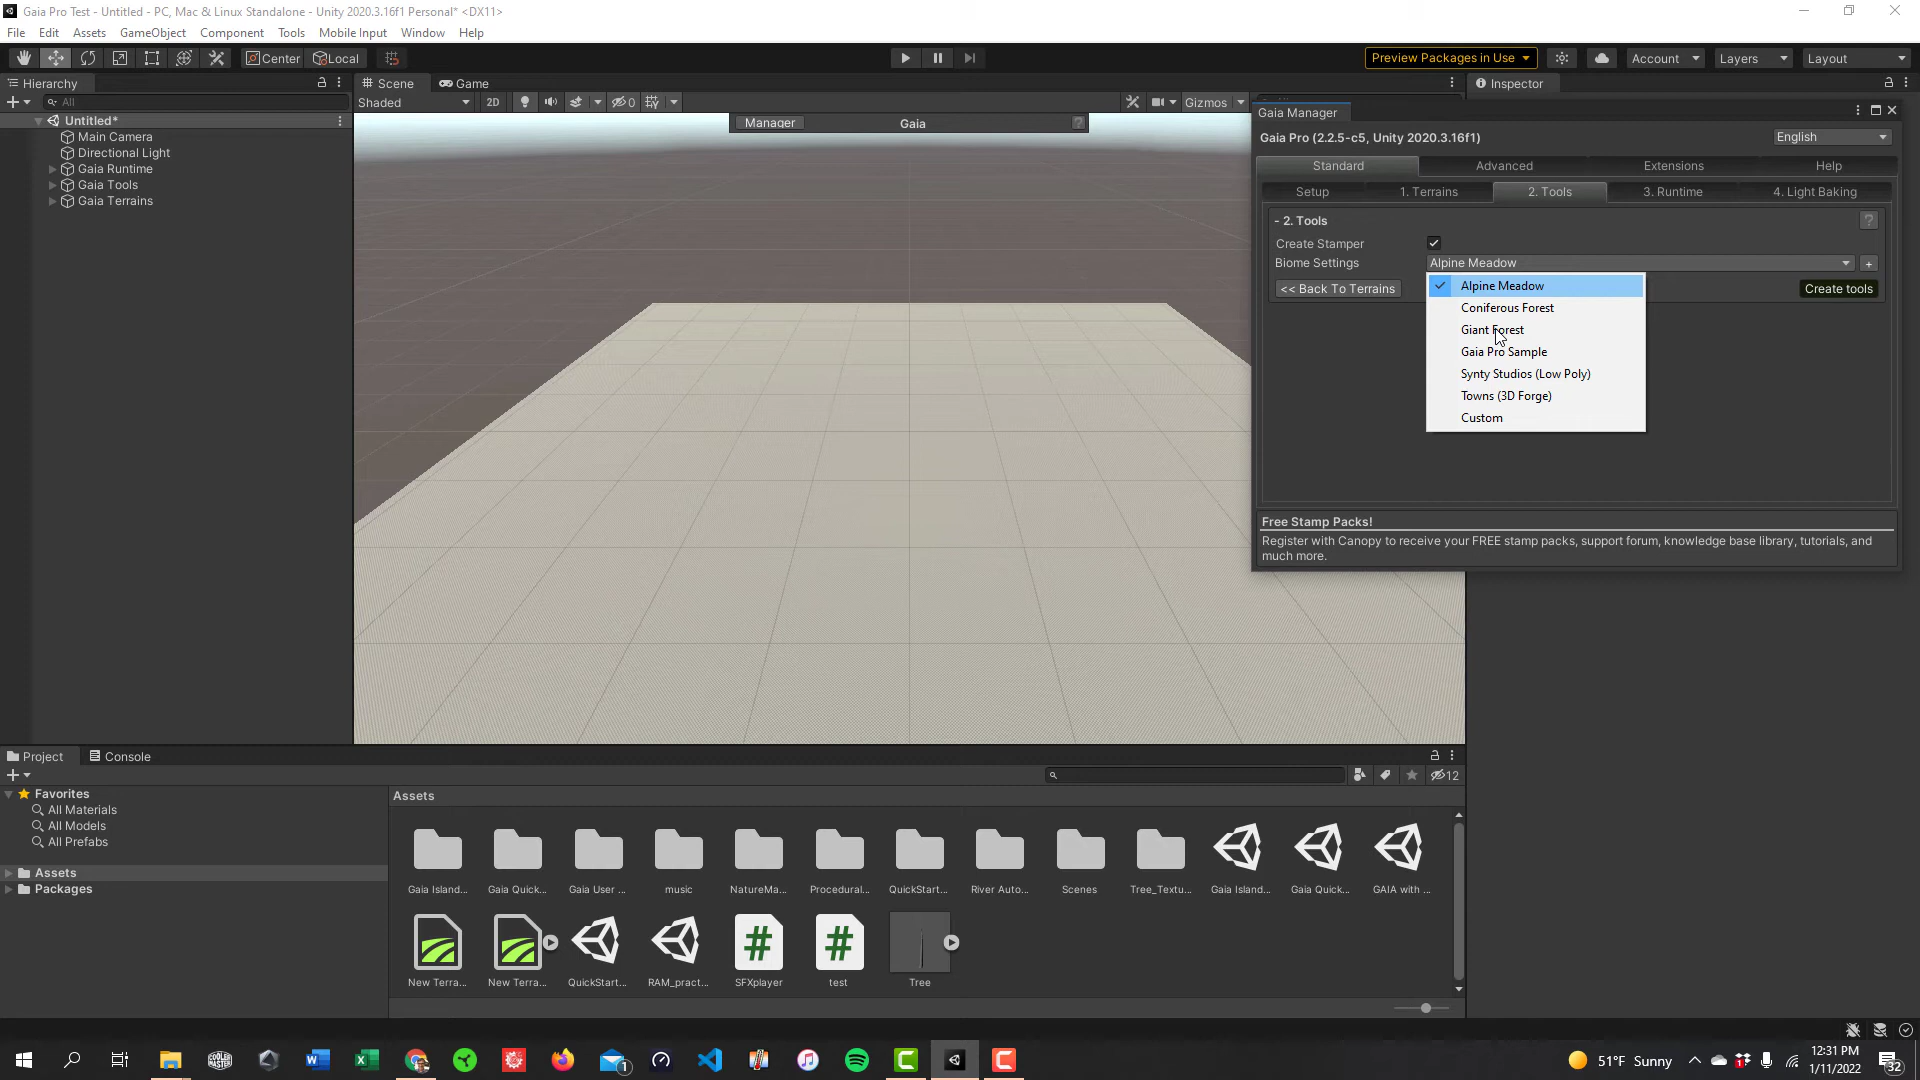 Gaia Pro Test - Untitled - PC, Mac & Linux Standalone - Unity 2020.3.16f1 Personal* <DX11>
File Edit Assets GameObject Component Tools Mobile Input Window Help
Center Local Preview Packages in Use Account Layers Layout
Hierarchy Scene Game Inspector
All Shaded 2D 0 Gizmos
Untitled*
Main Camera
Directional Light
Gaia Runtime
Gaia Tools
Gaia Terrains
Manager Gaia ?
Gaia Manager
Gaia Pro (2.2.5-c5, Unity 2020.3.16f1) English
Standard Advanced Extensions Help
Setup 1. Terrains 2. Tools 3. Runtime 4. Light Baking
- 2. Tools ?
Create Stamper
Biome Settings Alpine Meadow +
<< Back To Terrains Create tools
Alpine Meadow
Coniferous Forest
Giant Forest
Gaia Pro Sample
Synty Studios (Low Poly)
Towns (3D Forge)
Custom
Free Stamp Packs!
Register with Canopy to receive your FREE stamp packs, support forum, knowledge base library, tutorials, and
much more.
Project Console
12
Favorites
All Materials
All Models
All Prefabs
Assets
Packages
Assets
Gaia Island... Gaia Quick... Gaia User ... music NatureMa... Procedural... QuickStart... River Auto... Scenes Tree_Textu... Gaia Island... Gaia Quick... GAIA with ...
New Terra... New Terra... QuickStart... RAM_pract... SFXplayer test Tree
COOLER MASTER 1 51°F Sunny 12:31 PM
1/11/2022 32